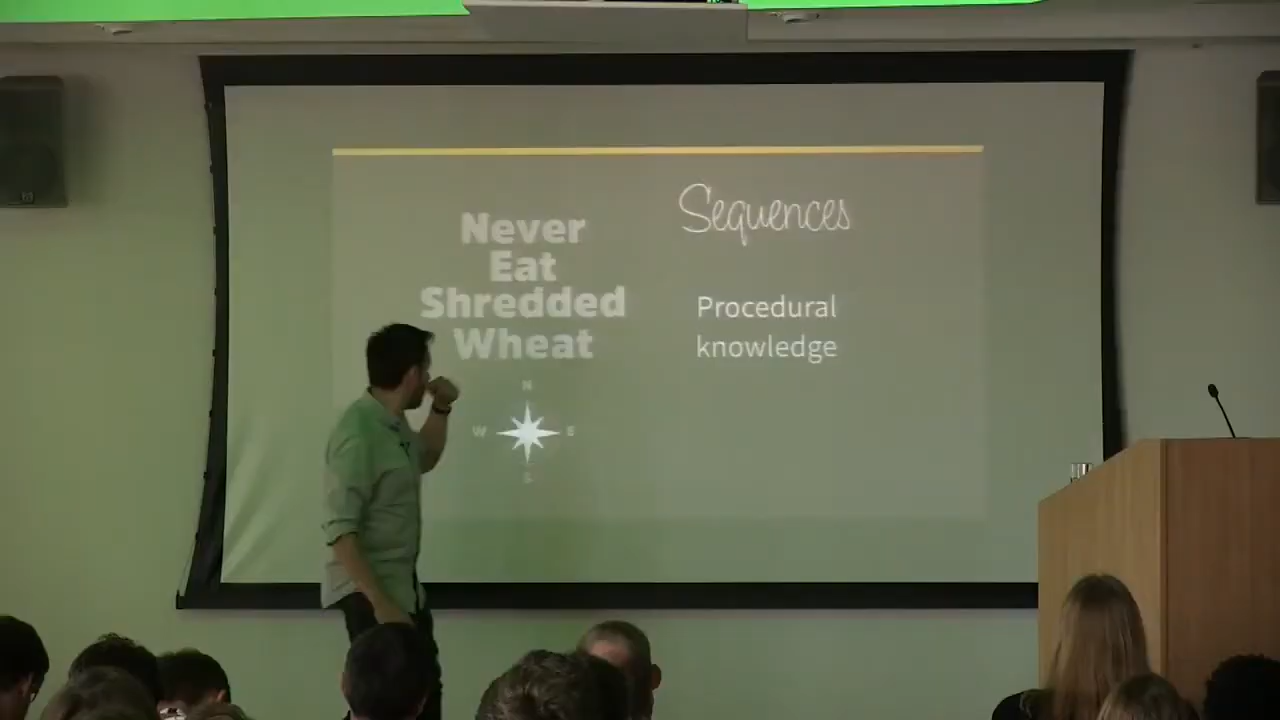 Never
Eat
Shredded
Wheat
N
W E
S
Sequences
Procedural
knowledge